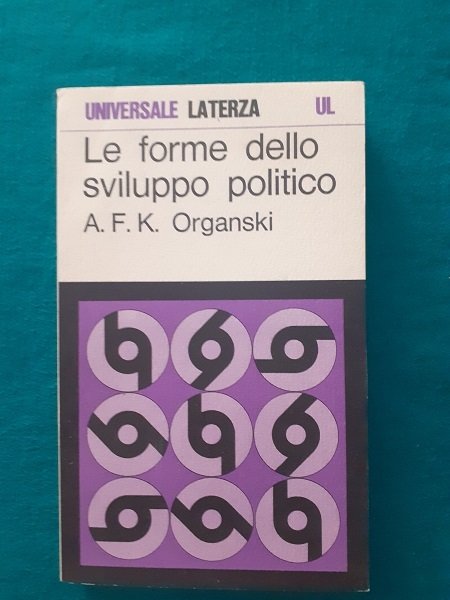 UNIVERSALE LATERZA UL
Le forme dello
sviluppo politico
A. F. K. Organski